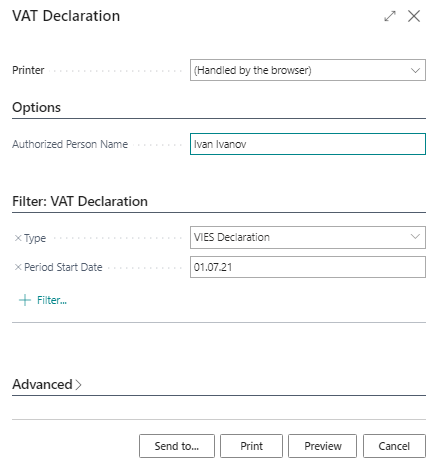 VAT Declaration
Printer (Handled by the browser)
Options
Authorized Person Name Ivan Ivanov
Filter: VAT Declaration
× Type VIES Declaration
× Period Start Date 01.07.21
+ Filter...
Advanced >
Send to... Print Preview Cancel